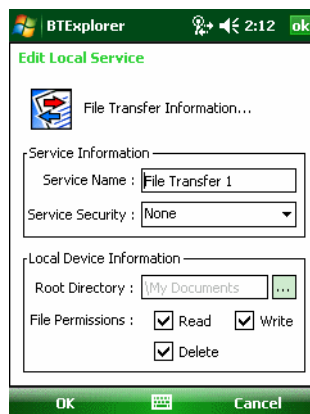 BTExplorer 2:12 ok
Edit Local Service
File Transfer Information...
Service Information
Service Name : File Transfer 1
Service Security : None
Local Device Information
Root Directory : \My Documents ...
File Permissions : Read Write
Delete
OK Cancel